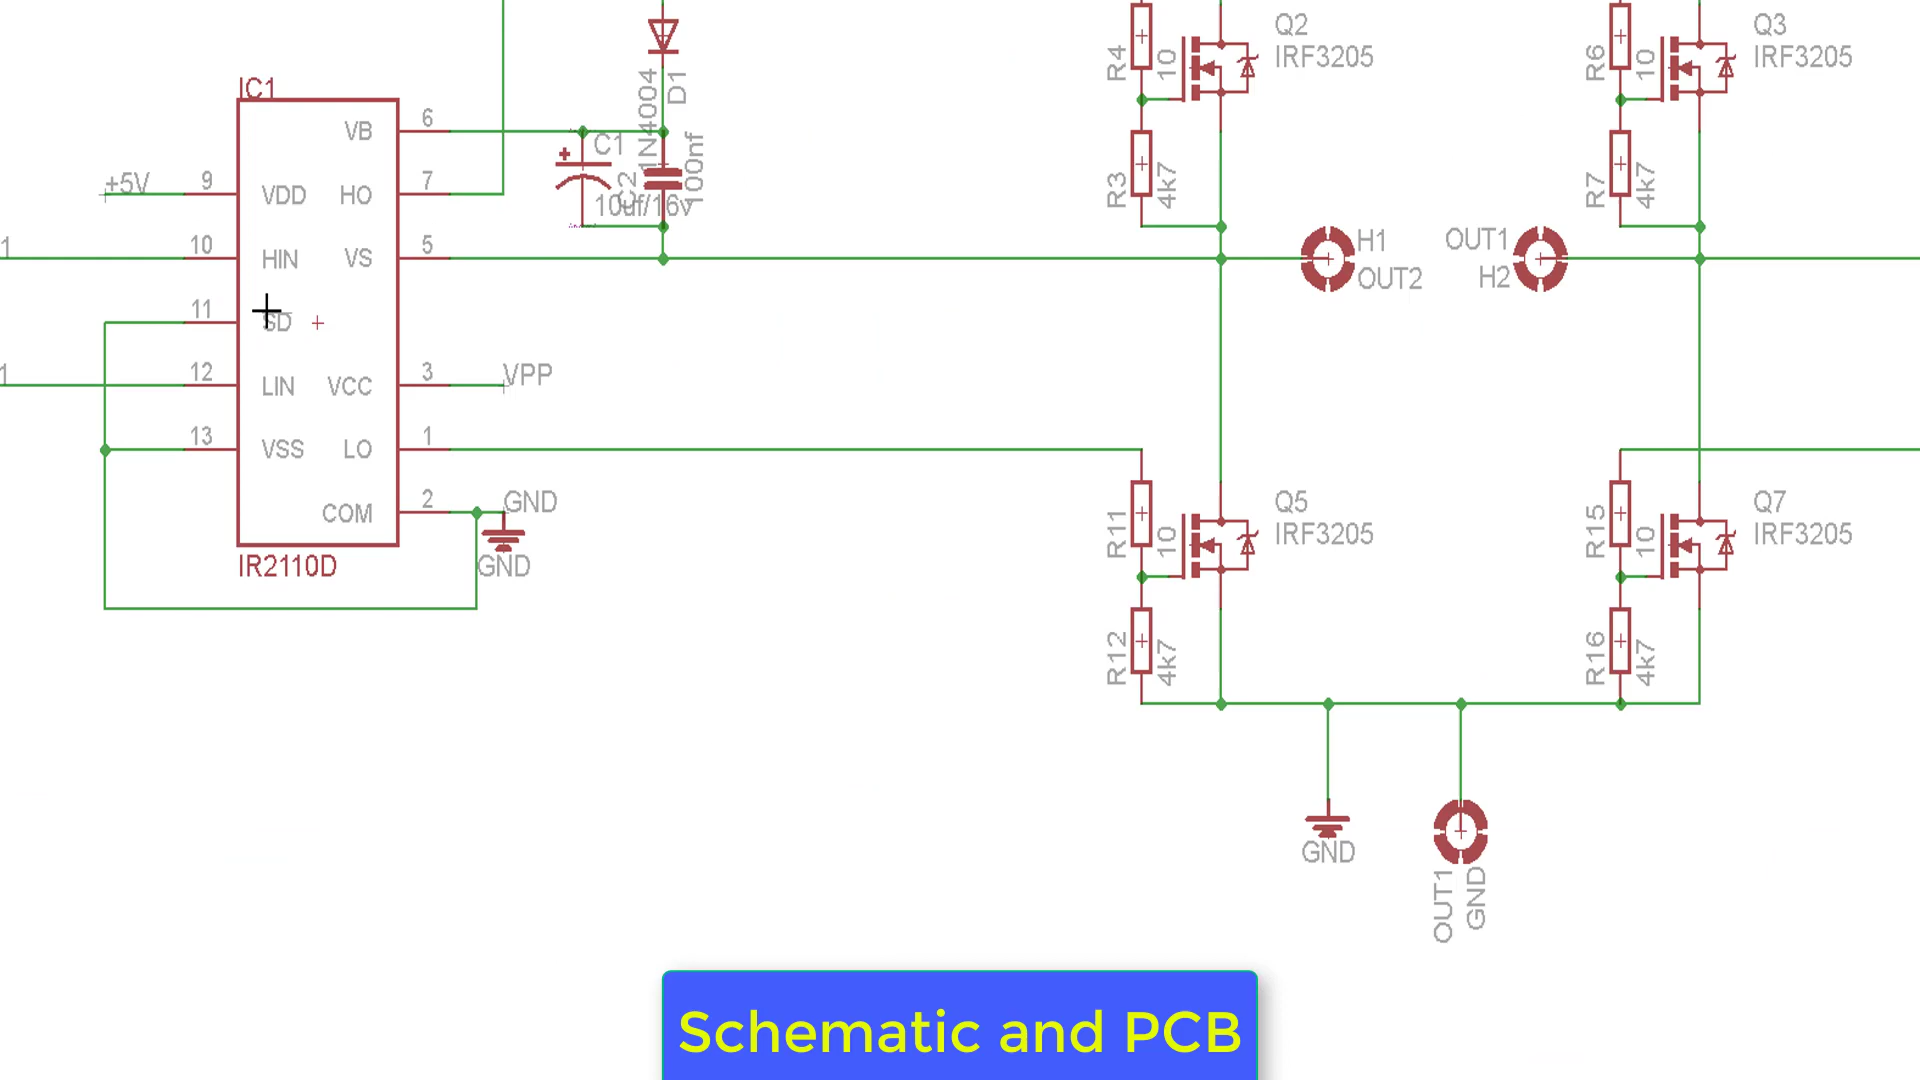 IC1
VB
6
+5V
9
VDD
HO
7
1
10
HIN
VS
5
11
SD
1
12
LIN
VCC
3
VPP
13
VSS
LO
1
COM
2
GND
GND
IR2110D
1N4004
D1
C1
10uf/16v
C2
100nf
R4
10
Q2
IRF3205
R3
4k7
H1
OUT2
R6
10
Q3
IRF3205
R7
4k7
OUT1
H2
R11
10
Q5
IRF3205
R12
4k7
R15
10
Q7
IRF3205
R16
4k7
GND
OUT1
GND
Schematic and PCB